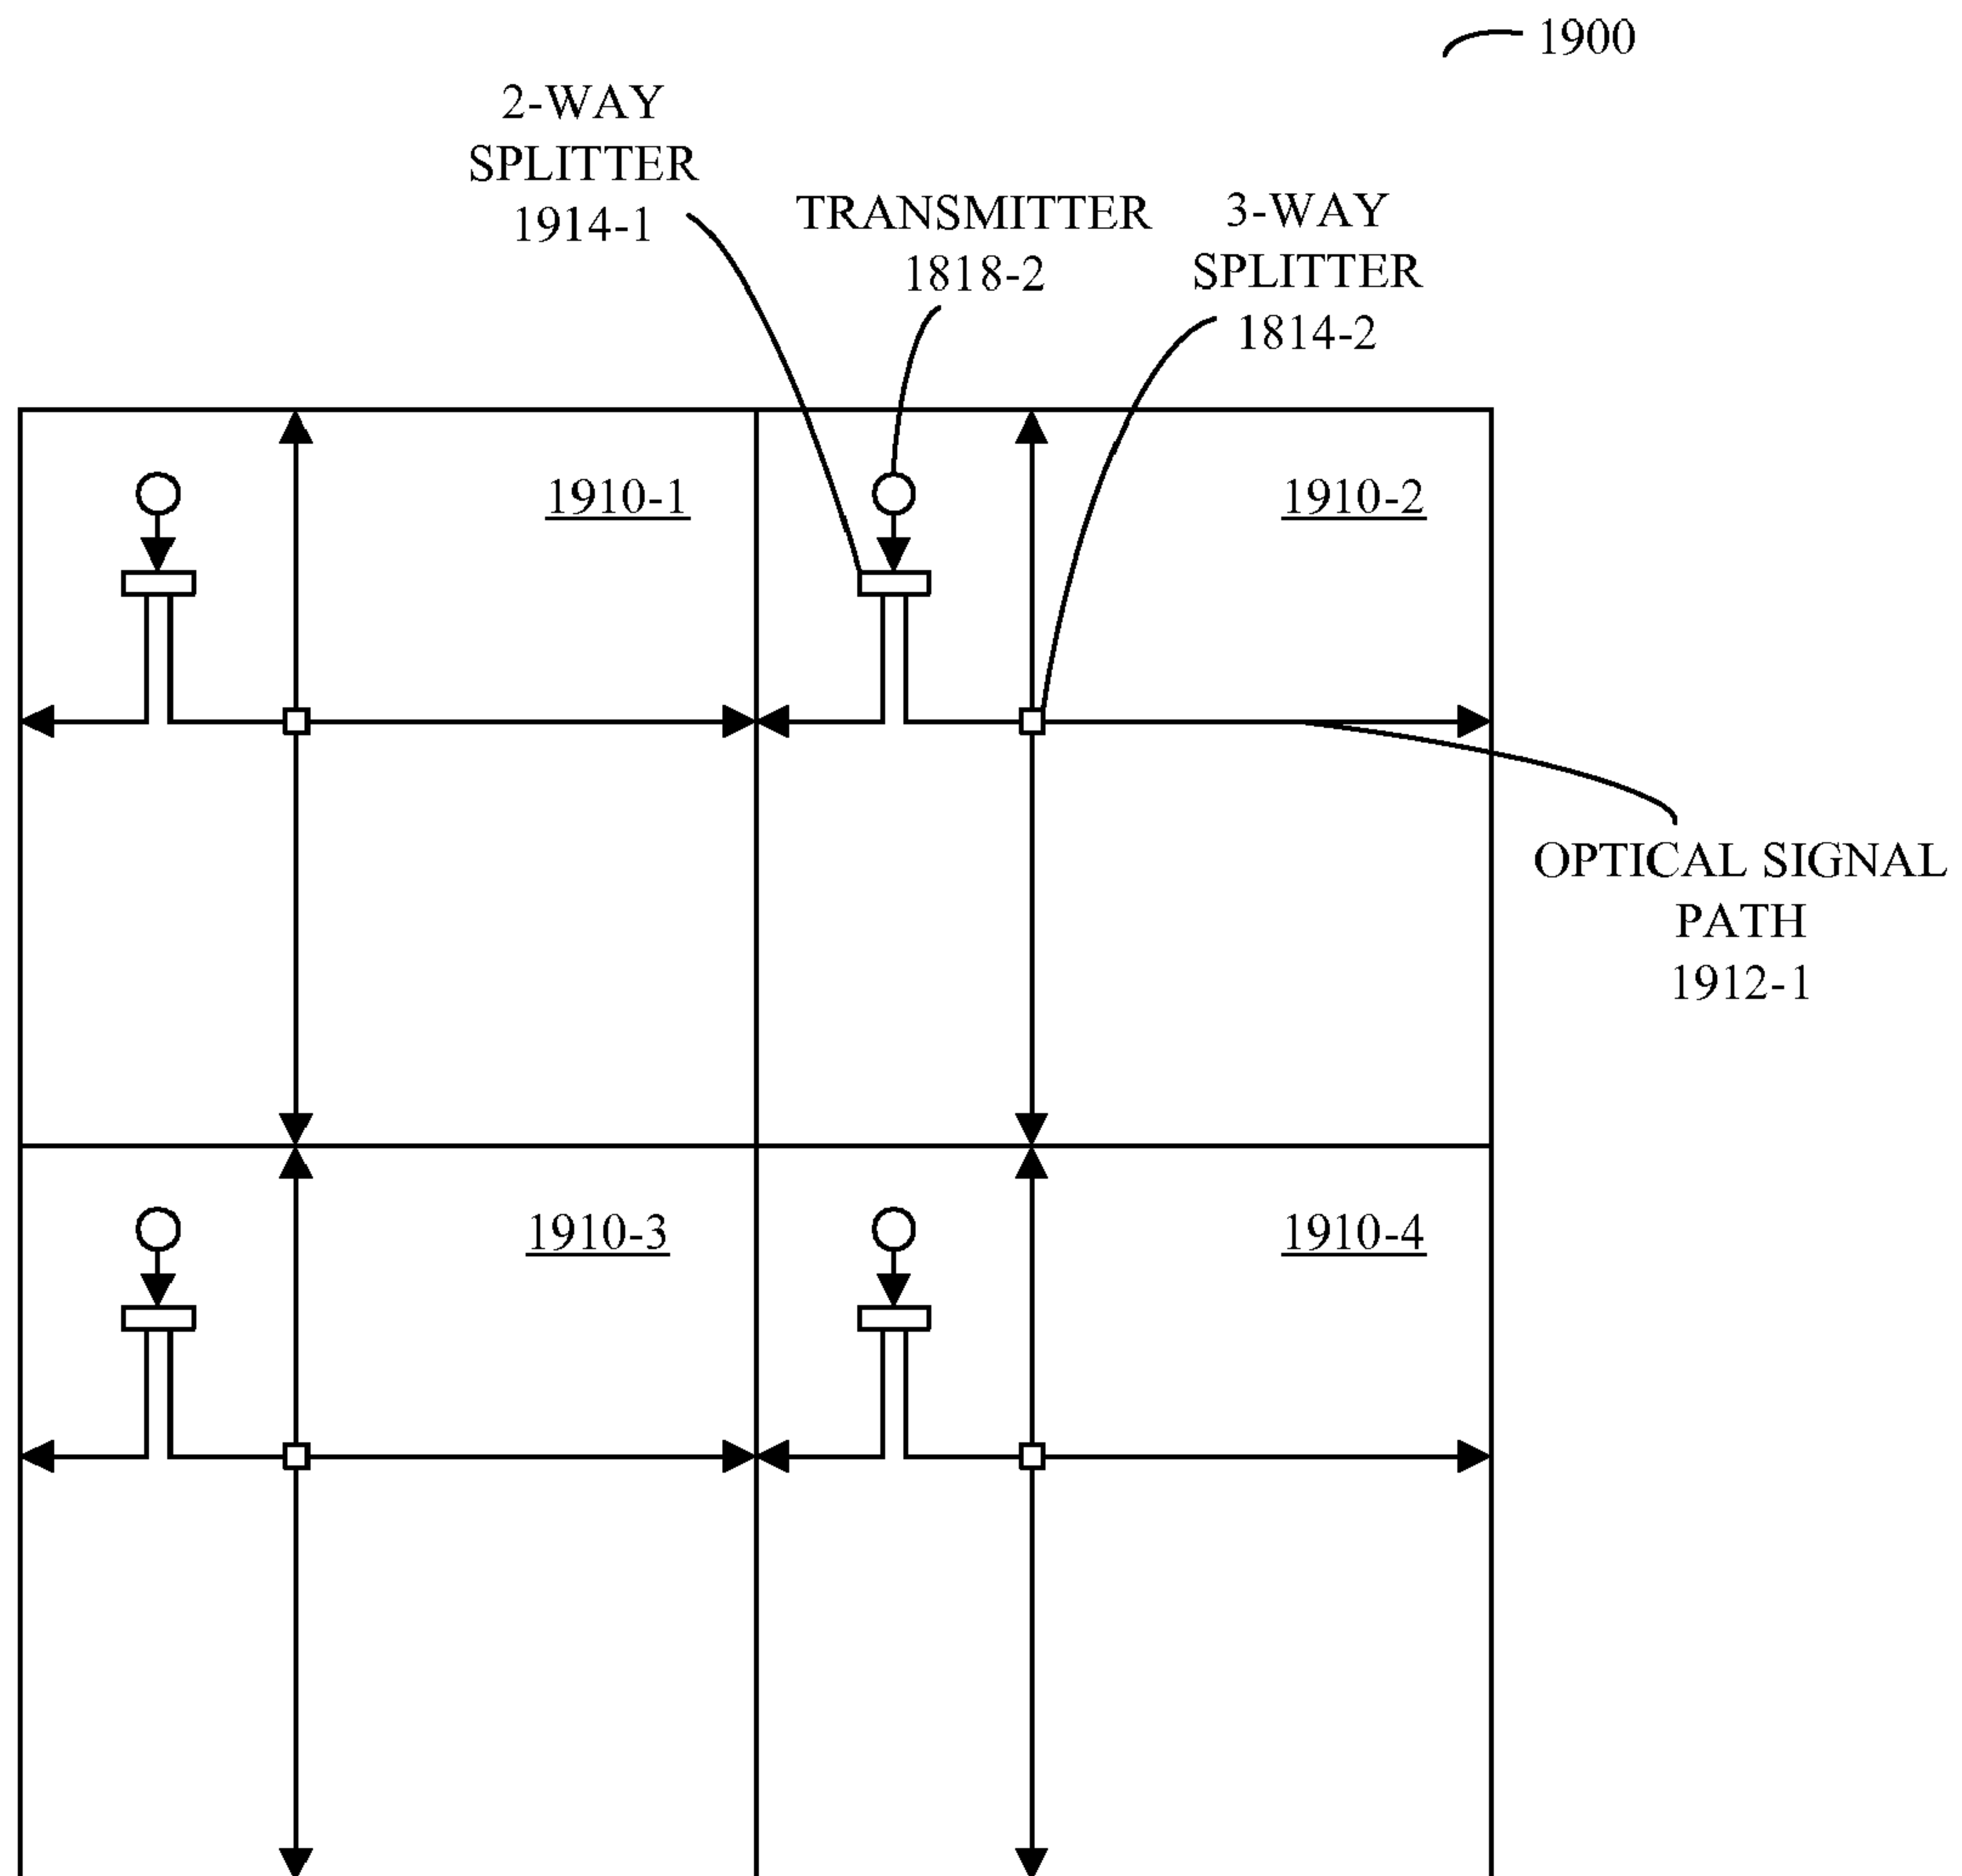 1900
2-WAY
SPLITTER
1914-1
TRANSMITTER
1818-2
3-WAY
SPLITTER
1814-2
1910-1
1910-2
OPTICAL SIGNAL
PATH
1912-1
1910-3
1910-4